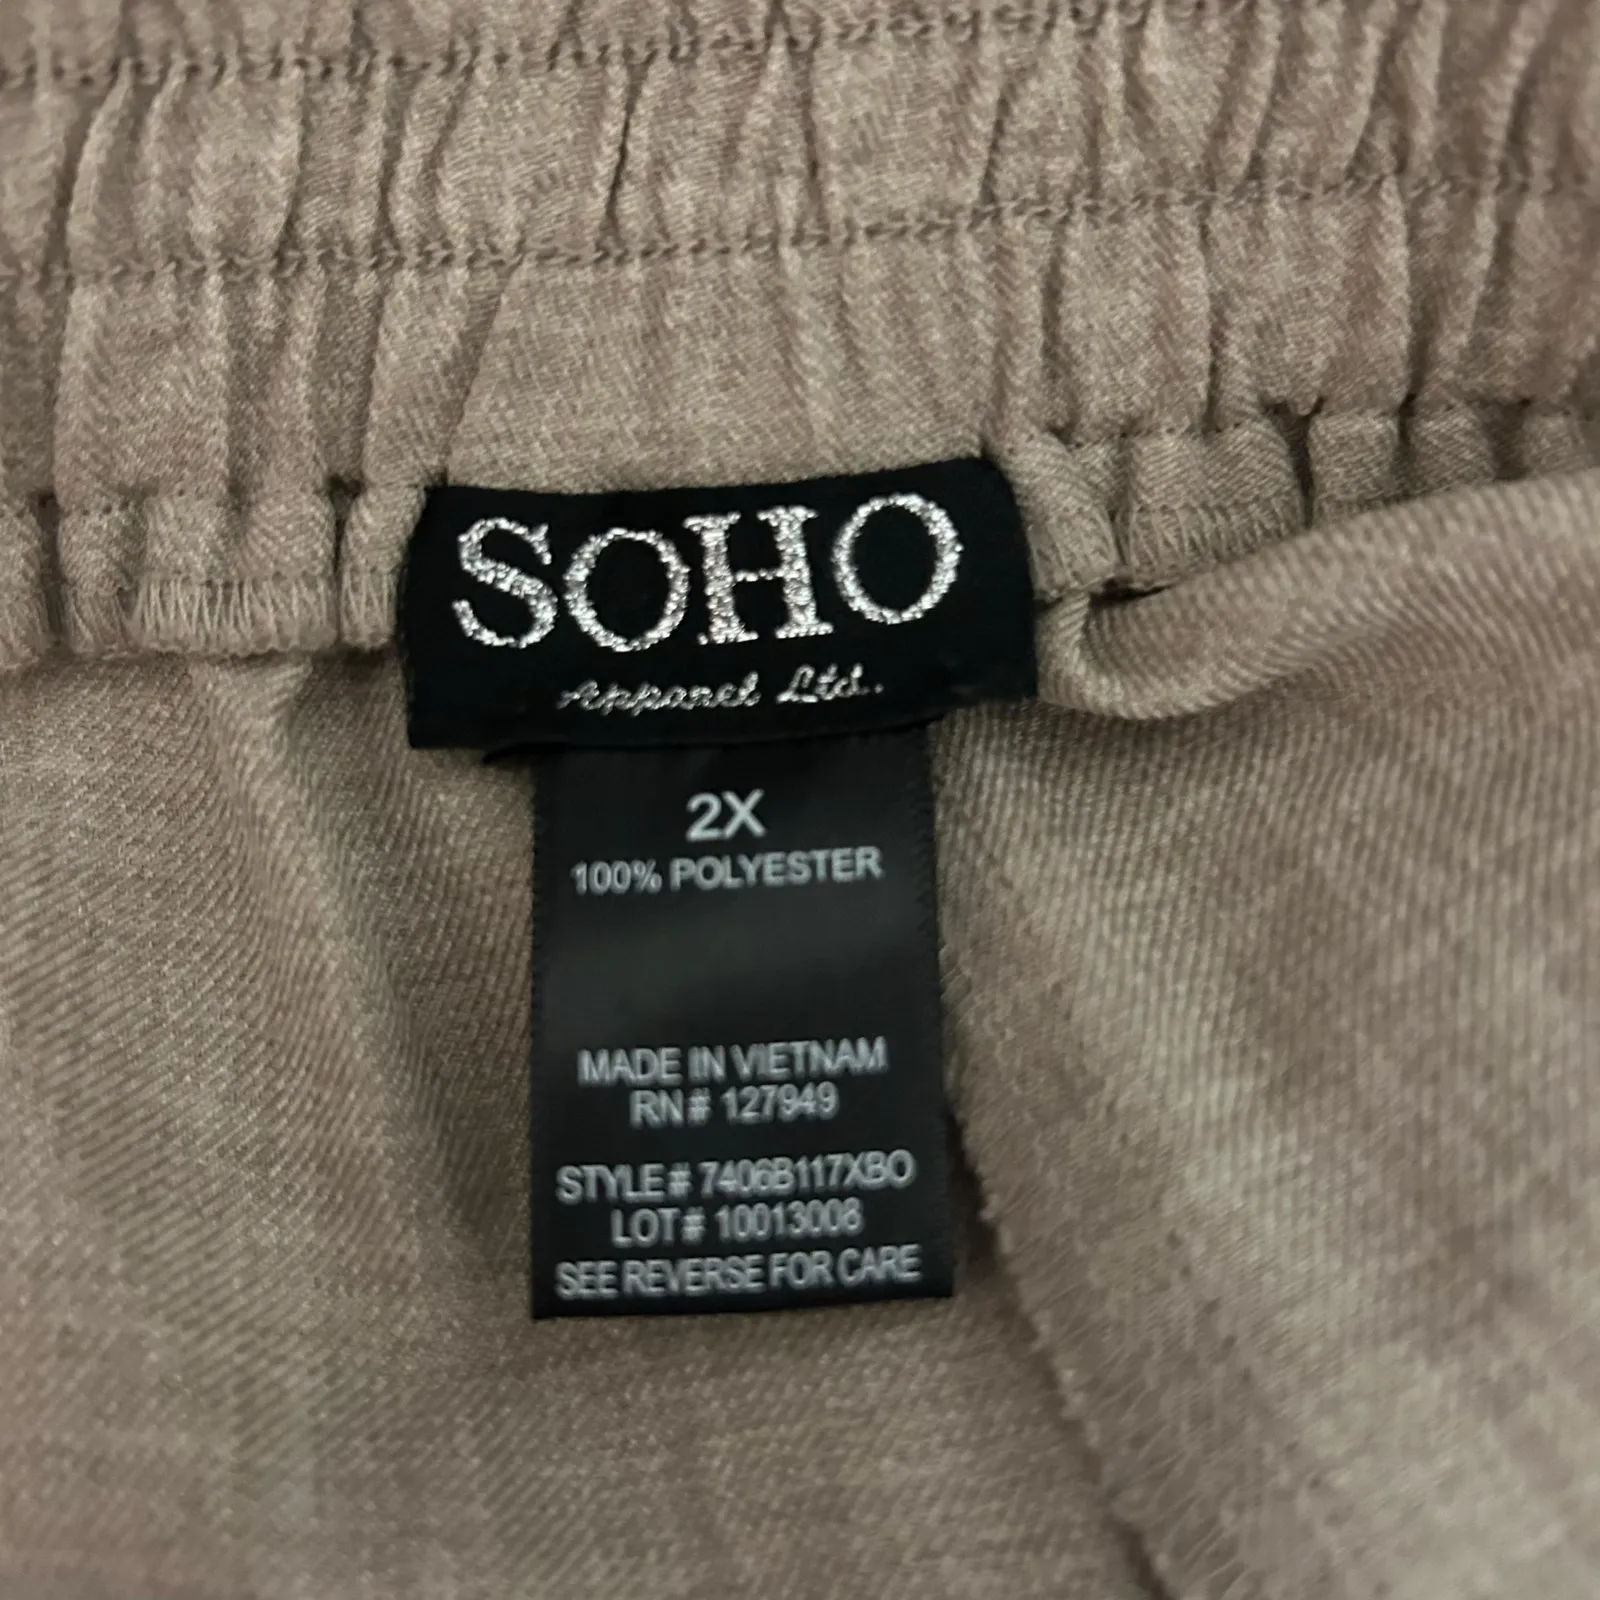 SOHO
Apparel Ltd.
2X
100% POLYESTER
MADE IN VIETNAM
RN# 127949
STYLE# 7406B117XBO
LOT# 10013008
SEE REVERSE FOR CARE